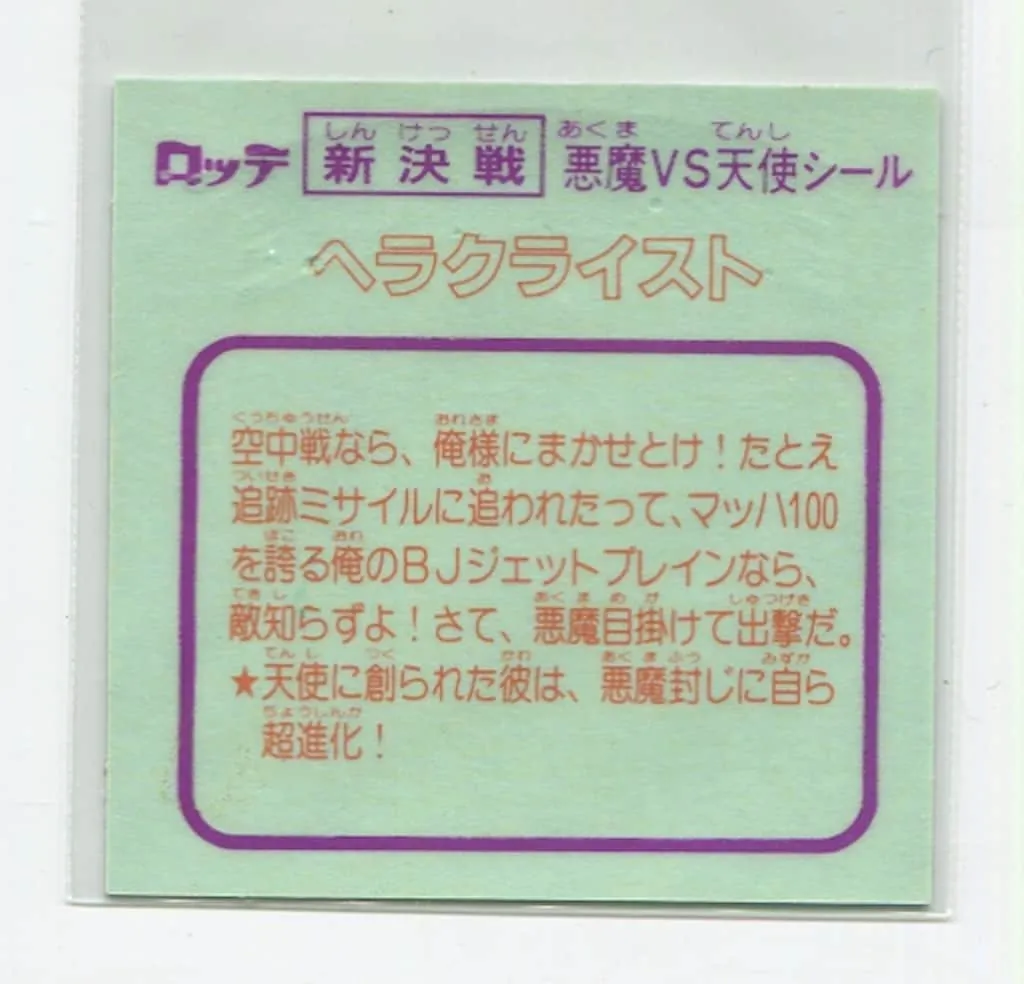 しん けっ せん あくま てんし
ロッテ 新決戦 悪魔VS天使シール
ヘラクライスト
くうちゅうせん おれさま
空中戦なら、俺様にまかせとけ！たとえ
ついせき お
追跡ミサイルに追われたって、マッハ100
ほこ おれ
を誇る俺のBJジェットプレインなら、
てきし あくまめが しゅつげき
敵知らずよ！さて、悪魔目掛けて出撃だ。
てんし つく かれ あくまふう みずか
★天使に創られた彼は、悪魔封じに自ら
ちょうしんか
超進化！